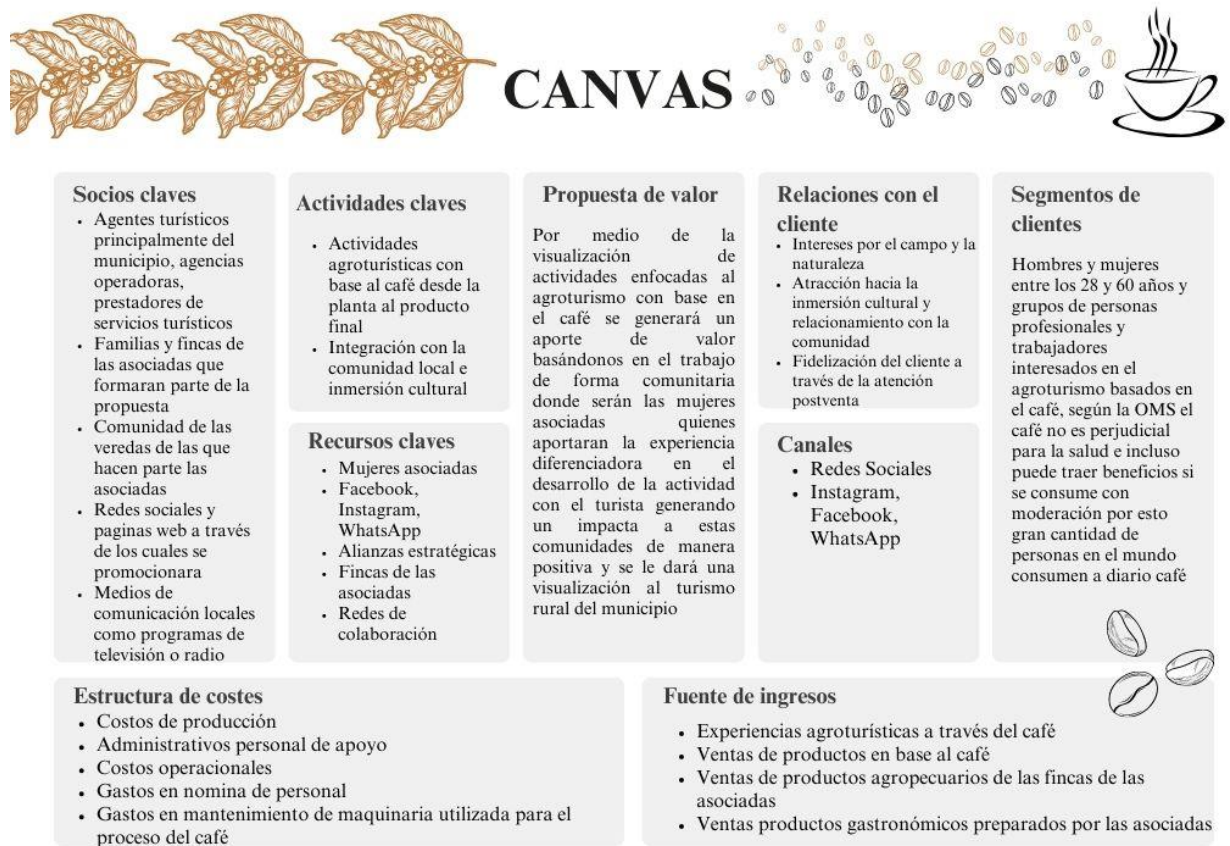 CANVAS
Socios claves
• Agentes turísticos
principalmente del
municipio, agencias
operadoras,
prestadores de
servicios turísticos
• Familias y fincas de
las asociadas que
formaran parte de la
propuesta
• Comunidad de las
veredas de las que
hacen parte las
asociadas
• Redes sociales y
paginas web a través
de los cuales se
promocionara
• Medios de
comunicación locales
como programas de
televisión o radio
Actividades claves
• Actividades
agroturísticas con
base al café desde la
planta al producto
final
• Integración con la
comunidad local e
inmersión cultural
Recursos claves
• Mujeres asociadas
• Facebook,
Instagram,
WhatsApp
• Alianzas estratégicas
• Fincas de las
asociadas
• Redes de
colaboración
Propuesta de valor
Por medio de la
visualización de
actividades enfocadas al
agroturismo con base en
el café se generará un
aporte de valor
basándonos en el trabajo
de forma comunitaria
donde serán las mujeres
asociadas quienes
aportaran la experiencia
diferenciadora en el
desarrollo de la actividad
con el turista generando
un impacta a estas
comunidades de manera
positiva y se le dará una
visualización al turismo
rural del municipio
Relaciones con el
cliente
• Intereses por el campo y la
naturaleza
• Atracción hacia la
inmersión cultural y
relacionamiento con la
comunidad
• Fidelización del cliente a
través de la atención
postventa
Canales
• Redes Sociales
• Instagram,
Facebook,
WhatsApp
Segmentos de
clientes
Hombres y mujeres
entre los 28 y 60 años y
grupos de personas
profesionales y
trabajadores
interesados en el
agroturismo basados en
el café, según la OMS el
café no es perjudicial
para la salud e incluso
puede traer beneficios si
se consume con
moderación por esto
gran cantidad de
personas en el mundo
consumen a diario café
Estructura de costes
• Costos de producción
• Administrativos personal de apoyo
• Costos operacionales
• Gastos en nomina de personal
• Gastos en mantenimiento de maquinaria utilizada para el
proceso del café
Fuente de ingresos
• Experiencias agroturísticas a través del café
• Ventas de productos en base al café
• Ventas de productos agropecuarios de las fincas de las
asociadas
• Ventas productos gastronómicos preparados por las asociadas